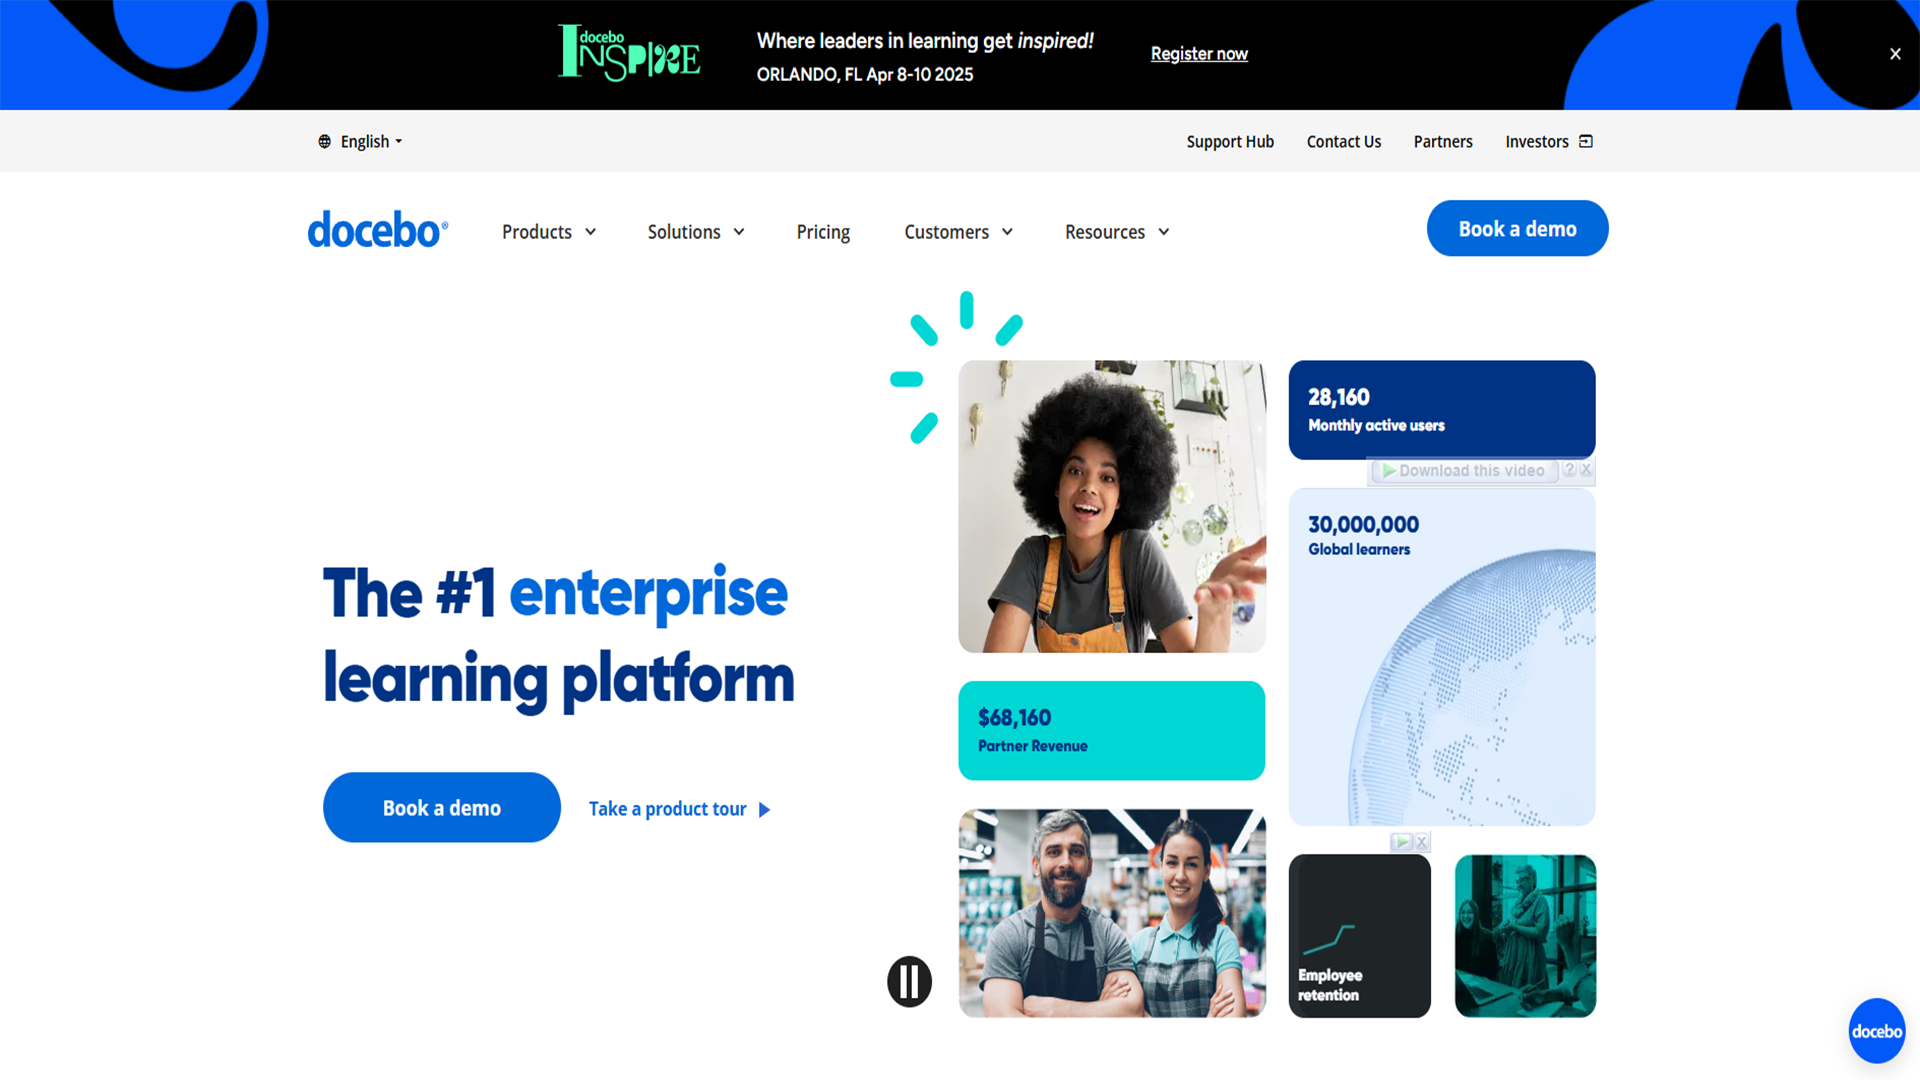 docebo
INSPIRE
Where leaders in learning get inspired!
ORLANDO, FL Apr 8-10 2025
Register now
English
Support Hub
Contact Us
Partners
Investors
docebo®
Products
Solutions
Pricing
Customers
Resources
Book a demo
28,160
Monthly active users
Download this video
? X
30,000,000
Global learners
The #1 enterprise
learning platform
$68,160
Partner Revenue
Book a demo
Take a product tour
X
Employee
retention
docebo